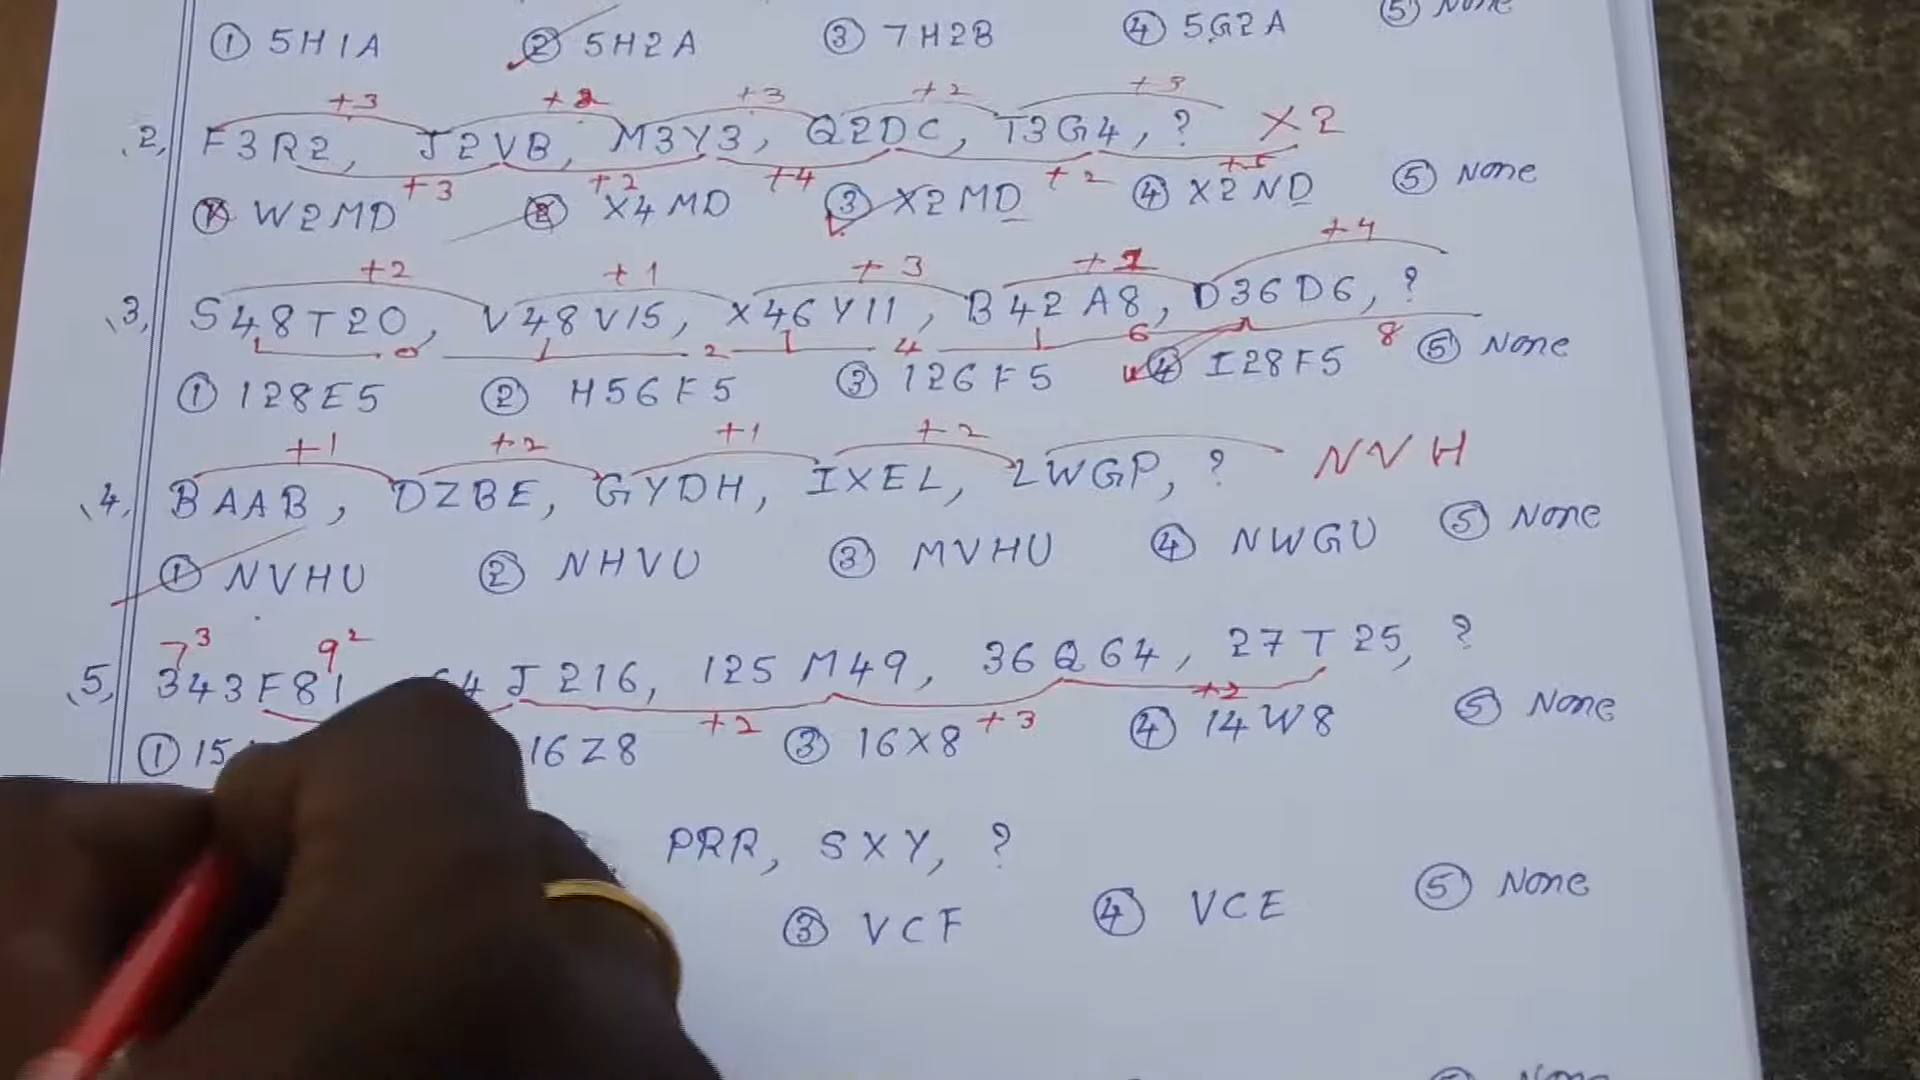 ① 5H1A ② 5H2A ③ 7H2B ④ 5G2A ⑤ None
+3 +2 +3 +2 +3
2, F3R2, J2VB, M3Y3, Q2DC, T3G4, ? X2
+3 +2 +4 +2 +5
① W2MD ② X4MD ③ X2MD ④ X2ND ⑤ None
+2 +1 +3 +4
3, S48T20, V48V15, X46Y11, B42A8, D36D6, ?
0 2 4 6 8
① 128E5 ② H56F5 ③ 126F5 ④ I28F5 ⑤ None
+1 +2 +1 +2
4, BAAB, DZBE, GYDH, IXEL, LWGP, ? NVH
① NVHU ② NHVU ③ MVHU ④ NWGU ⑤ None
7³ 9²
5, 343F81 64J216, 125M49, 36Q64, 27T25, ?
+2 +3 +2
① 15 16Z8 ③ 16X8 ④ 14W8 ⑤ None
PRR, SXY, ?
③ VCF ④ VCE ⑤ None